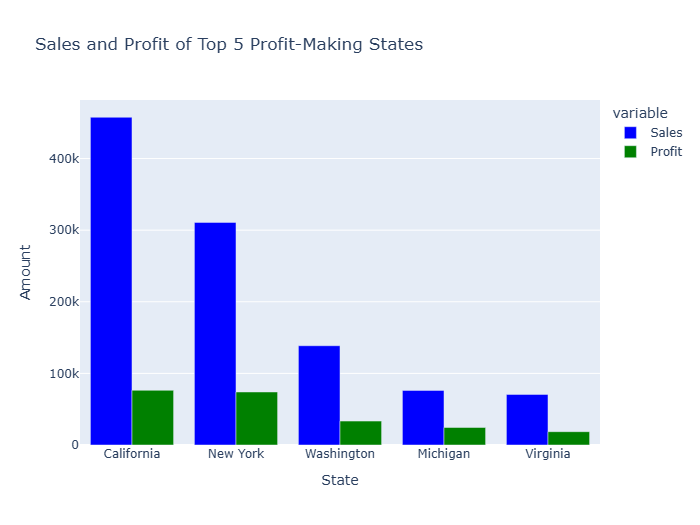 Sales and Profit of Top 5 Profit-Making States
variable
Sales
Profit
Amount
400k
300k
200k
100k
0
California
New York
Washington
Michigan
Virginia
State